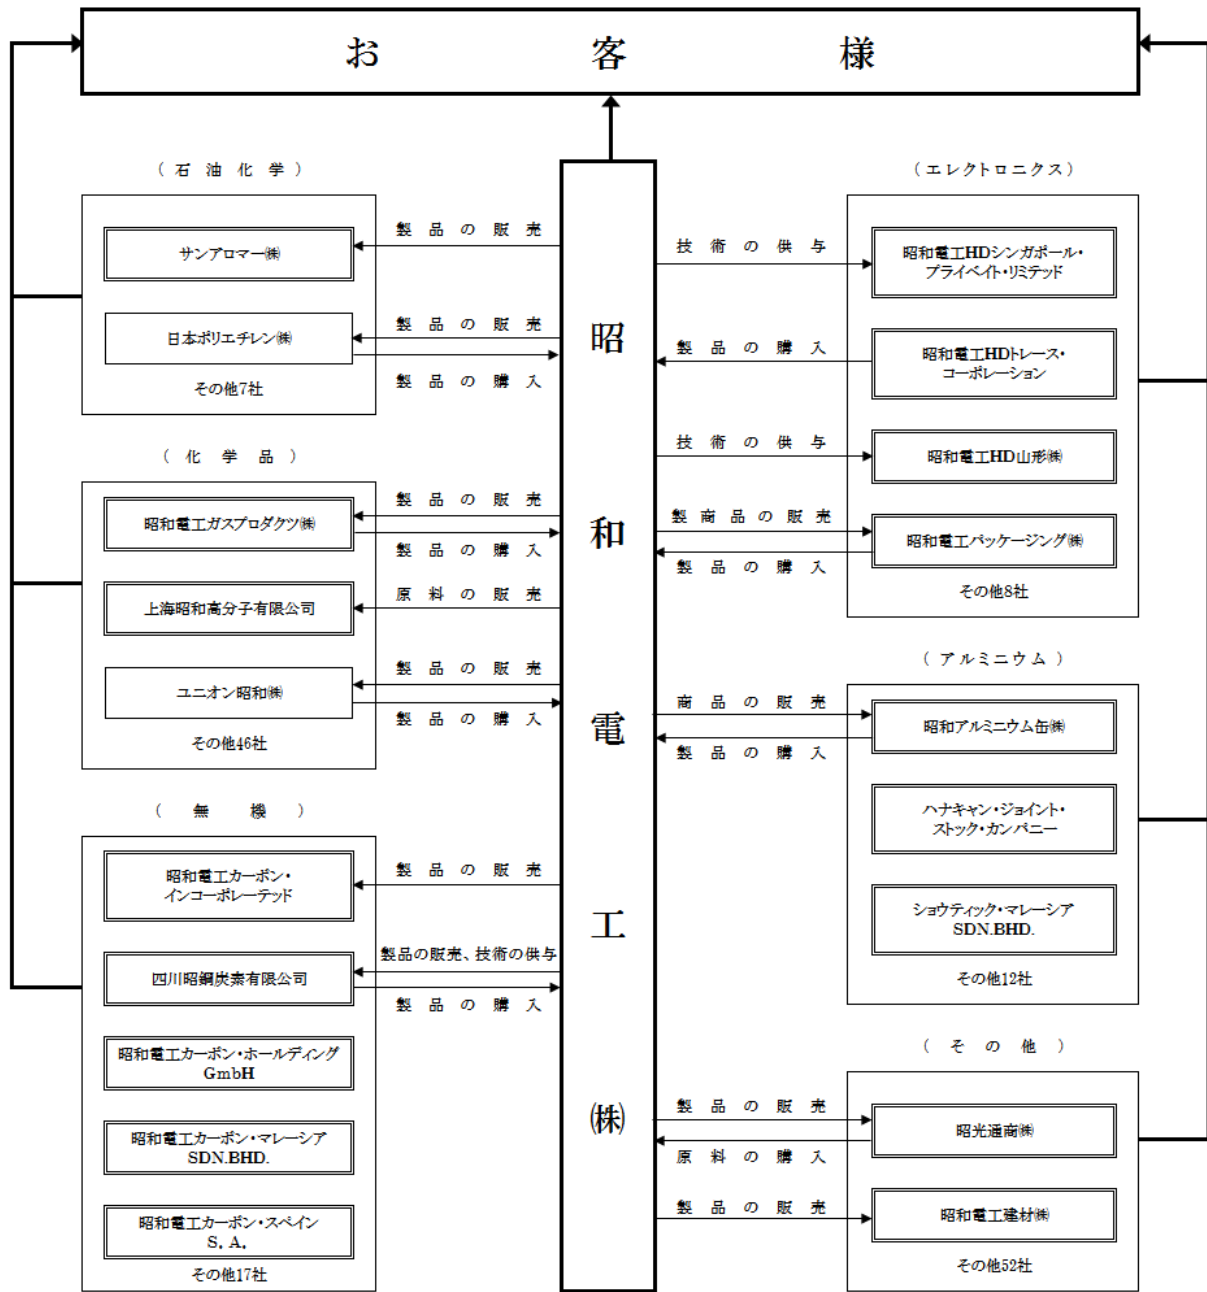 お客様
(石油化学)
サンアロマー㈱
日本ポリエチレン㈱
その他7社
製品の販売
製品の販売
製品の購入
(化学品)
昭和電工ガスプロダクツ㈱
上海昭和高分子有限公司
ユニオン昭和㈱
その他46社
製品の販売
製品の購入
原料の販売
製品の販売
製品の購入
(無機)
昭和電工カーボン・
インコーポレーテッド
四川昭鋼炭素有限公司
昭和電工カーボン・ホールディング
GmbH
昭和電工カーボン・マレーシア
SDN.BHD.
昭和電工カーボン・スペイン
S. A.
その他17社
製品の販売
製品の販売、技術の供与
製品の購入
昭和電工㈱
(エレクトロニクス)
技術の供与
昭和電工HDシンガポール・
プライベイト・リミテッド
製品の購入
昭和電工HDトレース・
コーポレーション
技術の供与
昭和電工HD山形㈱
製商品の販売
製品の購入
昭和電工パッケージング㈱
その他8社
(アルミニウム)
商品の販売
製品の購入
昭和アルミニウム缶㈱
ハナキャン・ジョイント・
ストック・カンパニー
ショウティック・マレーシア
SDN.BHD.
その他12社
(その他)
製品の販売
原料の購入
昭光通商㈱
製品の販売
昭和電工建材㈱
その他52社